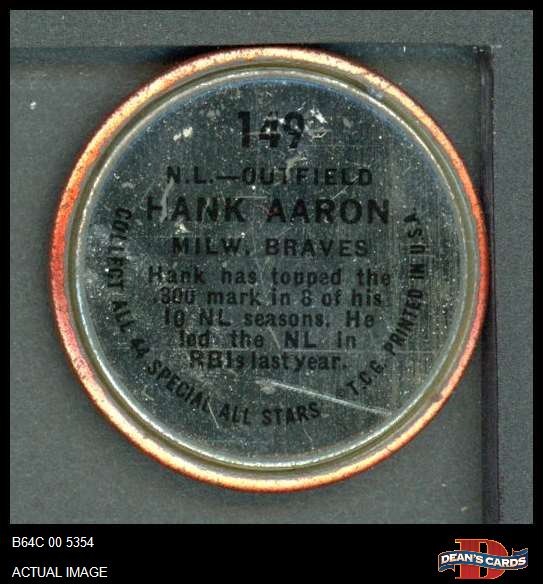 149
N.L.—OUTFIELD
HANK AARON
MILW. BRAVES
Hank has topped the
.300 mark in 8 of his
10 NL seasons. He
led the NL in
RBIs last year.
COLLECT ALL 44 SPECIAL ALL STARS
T.C.G. PRINTED IN U.S.A.
B64C 00 5354
ACTUAL IMAGE
DEAN'S CARDS